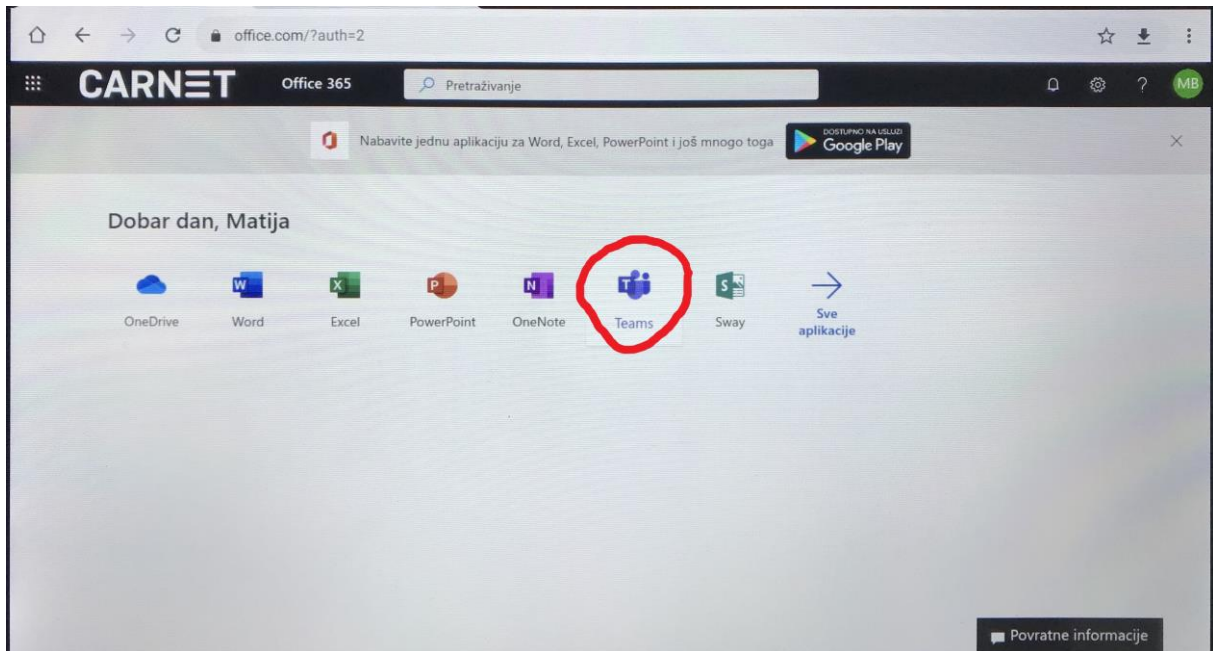 office.com/?auth=2
CARNET Office 365 Pretraživanje ? MB
Nabavite jednu aplikaciju za Word, Excel, PowerPoint i još mnogo toga
DOSTUPNO NA USLUZI
Google Play
Dobar dan, Matija
OneDrive Word Excel PowerPoint OneNote Teams Sway Sve
aplikacije
Povratne informacije